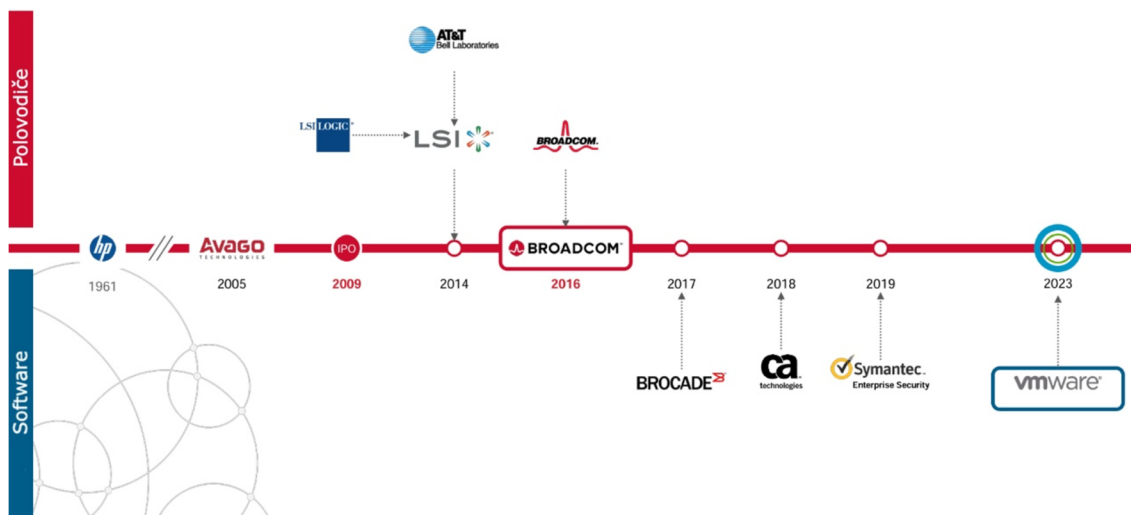 Polovodiče
AT&T
Bell Laboratories
LSI LOGIC
LSI
BROADCOM
hp
AVAGO
TECHNOLOGIES
IPO
BROADCOM
1961
2005
2009
2014
2016
2017
2018
2019
2023
Software
BROCADE
ca
technologies
Symantec
Enterprise Security
vmware